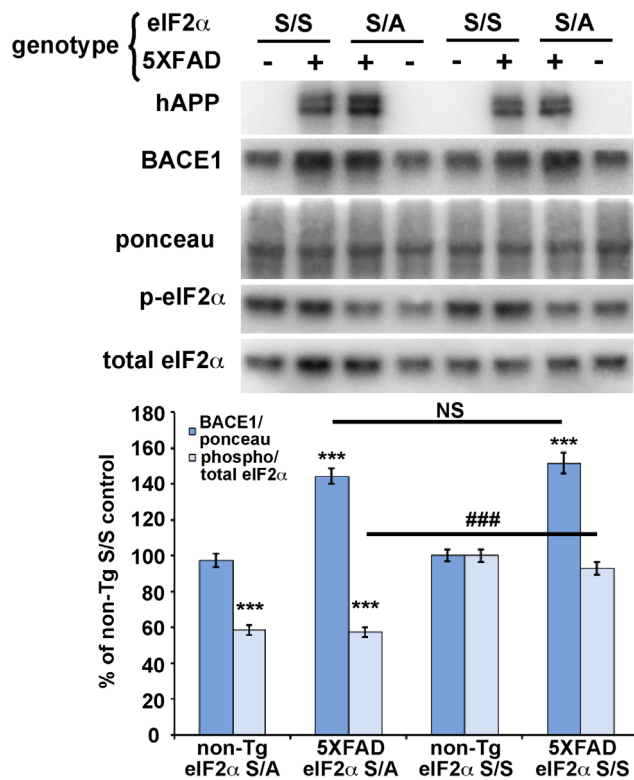 genotype { eIF2α S/S S/A S/S S/A
5XFAD - + + - - + + -
hAPP
BACE1
ponceau
p-eIF2α
total eIF2α
% of non-Tg S/S control
180
160
140
120
100
80
60
40
20
0
BACE1/
ponceau
phospho/
total eIF2α
NS
***
***
###
***
***
non-Tg
eIF2α S/A
5XFAD
eIF2α S/A
non-Tg
eIF2α S/S
5XFAD
eIF2α S/S